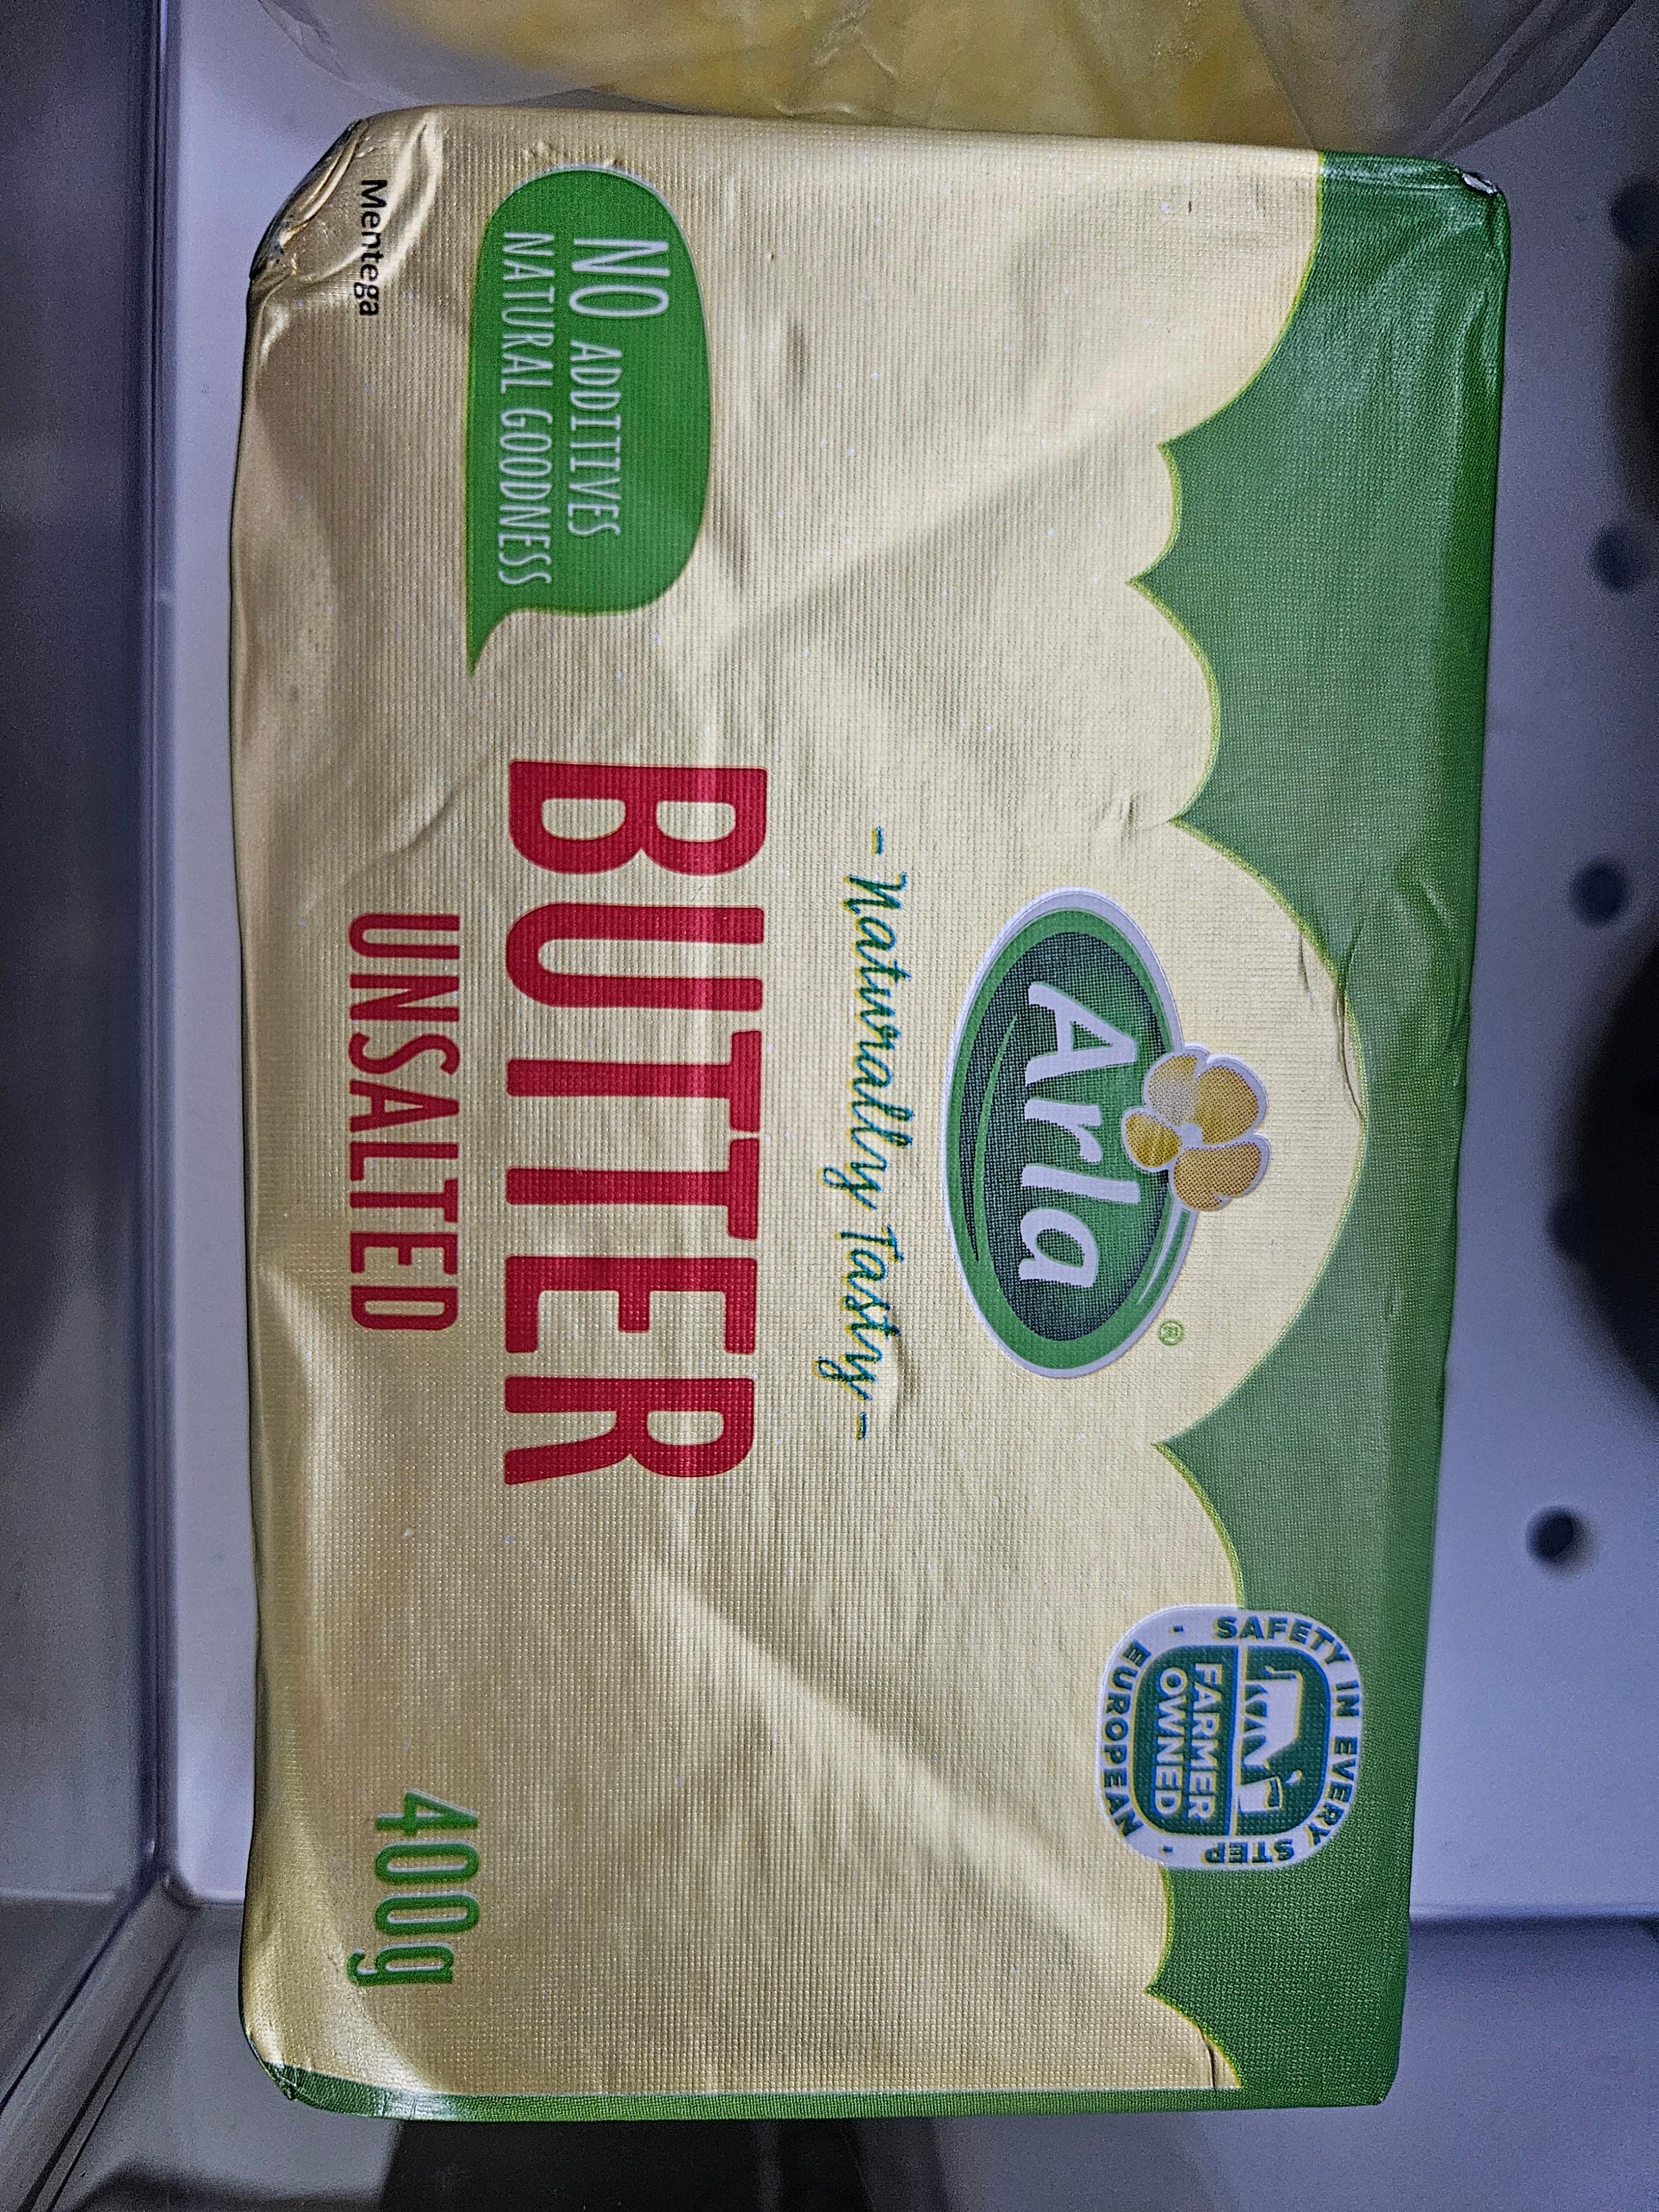 Arla®
SAFETY IN EVERY STEP
FARMER
OWNED
- EUROPEAN -
- Naturally Tasty -
NO ADDITIVES
NATURAL GOODNESS
BUTTER
UNSALTED
Mentega
400g